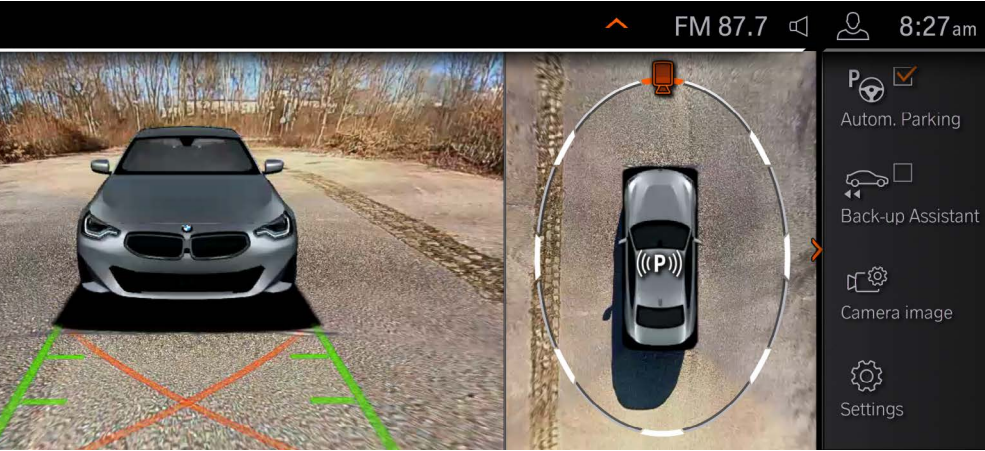 FM 87.7
8:27am
P
Autom. Parking
Back-up Assistant
Camera image
Settings
P